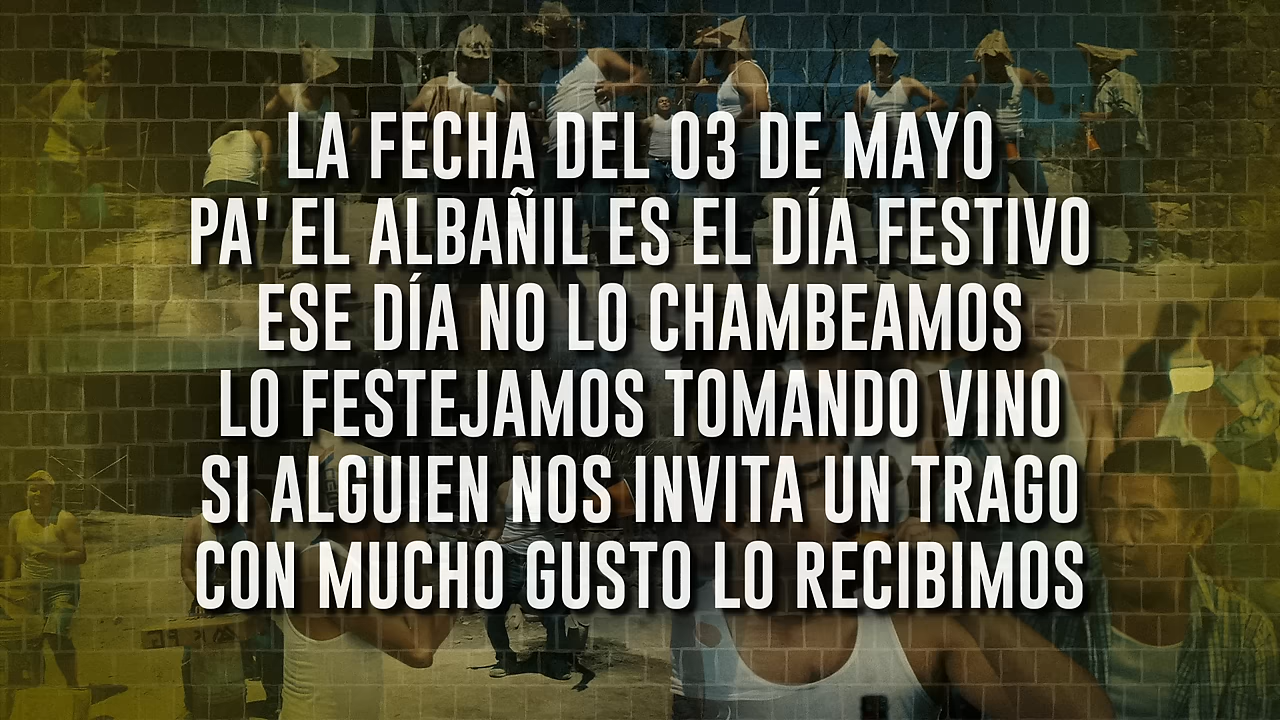 LA FECHA DEL 03 DE MAYO
PA' EL ALBAÑIL ES EL DÍA FESTIVO
ESE DÍA NO LO CHAMBEAMOS
LO FESTEJAMOS TOMANDO VINO
SI ALGUIEN NOS INVITA UN TRAGO
CON MUCHO GUSTO LO RECIBIMOS